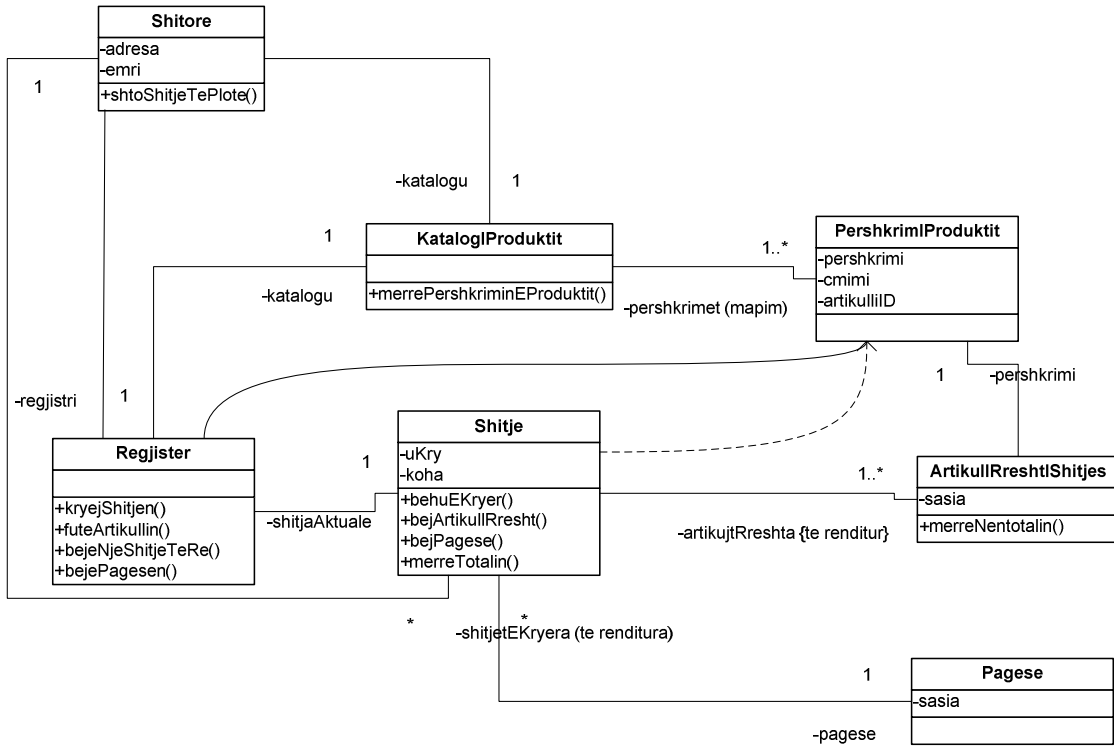 Shitore
-adresa
-emri
+shtoShitjeTePlote()
1
-katalogu
1
KatalogIProduktit
+merrePershkriminEProduktit()
1
-katalogu
1..*
-pershkrimet (mapim)
PershkrimIProduktit
-pershkrimi
-cmimi
-artikulliID
1
-pershkrimi
-regjistri
1
Regjister
+kryejShitjen()
+futeArtikullin()
+bejeNjeShitjeTeRe()
+bejePagesen()
1
-shitjaAktuale
Shitje
-uKry
-koha
+behuEKryer()
+bejArtikullRresht()
+bejPagese()
+merreTotalin()
1..*
-artikujtRreshta {te renditur}
ArtikullRreshtIShitjes
-sasia
+merreNentotalin()
*
*
-shitjetEKryera (te renditura)
1
-pagese
Pagese
-sasia